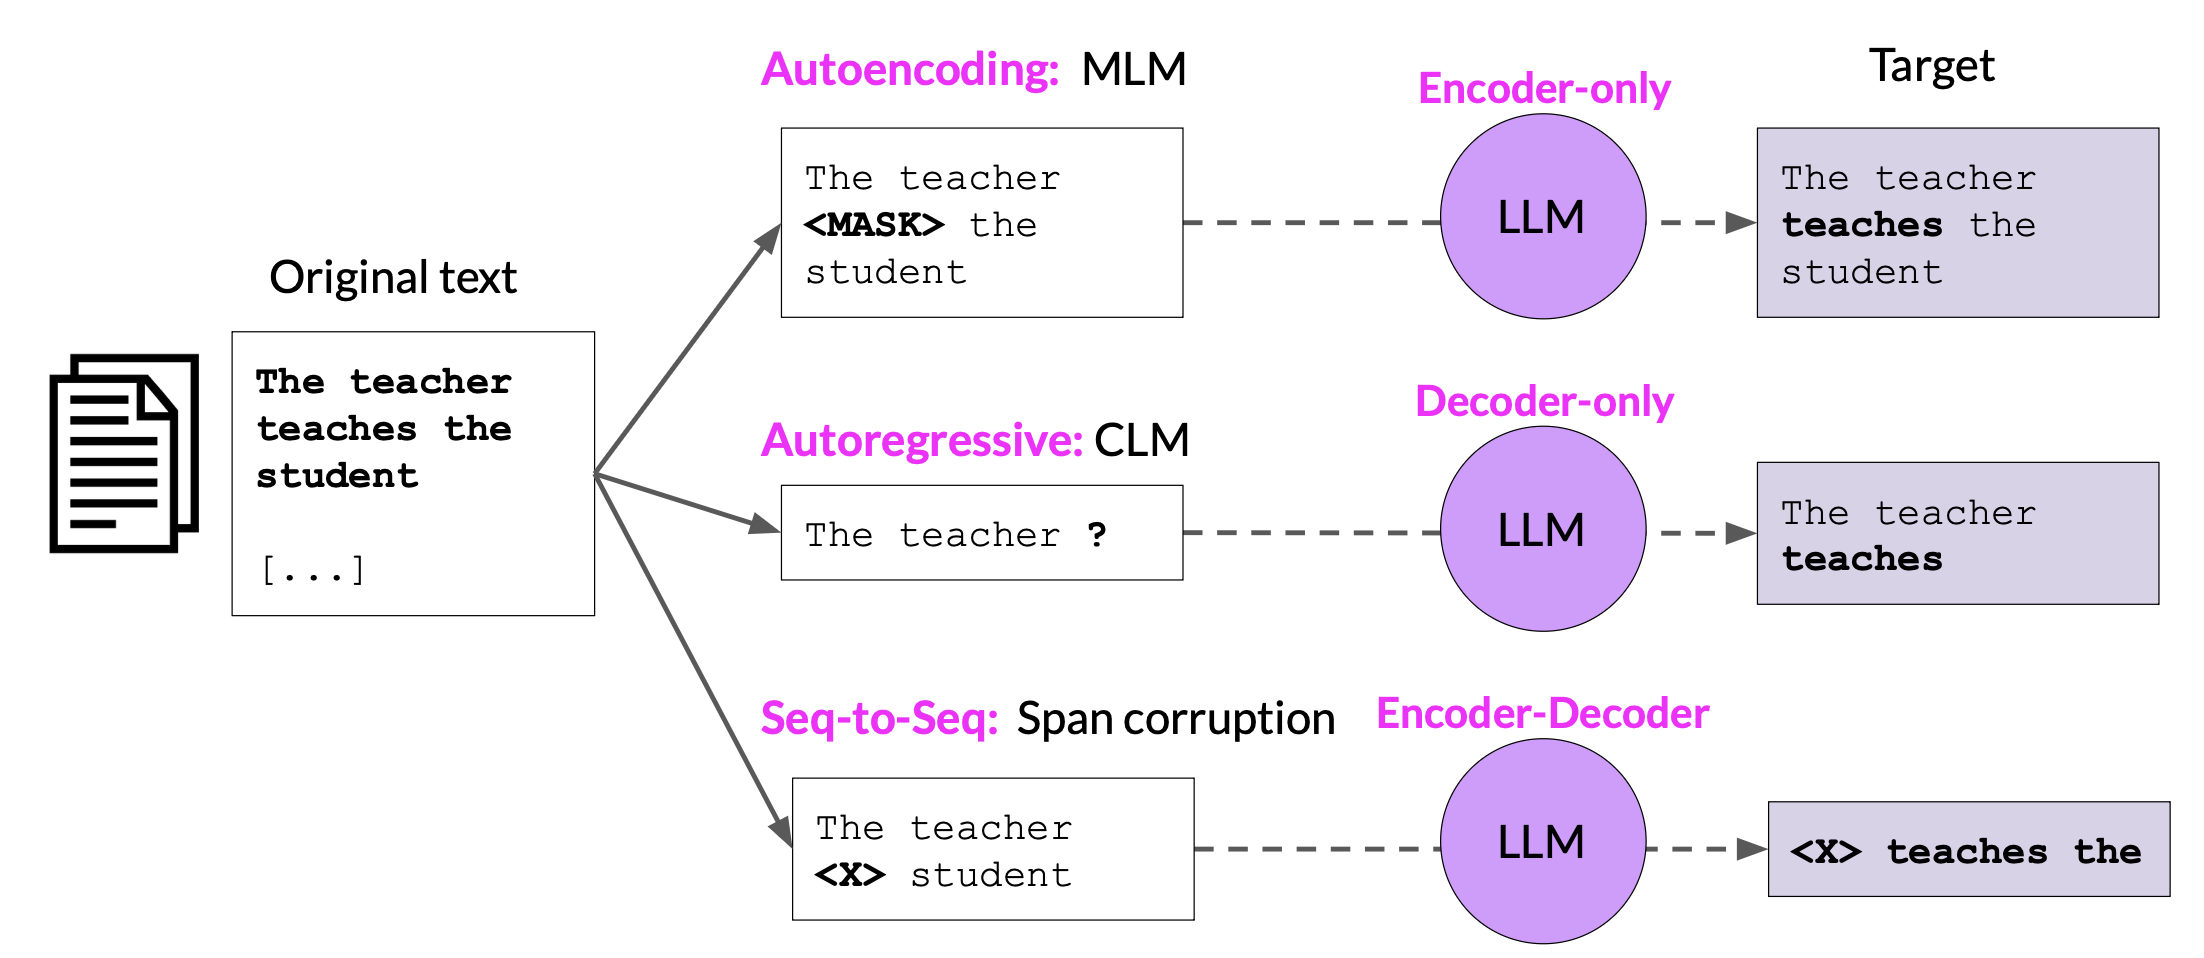 Original text
The teacher
teaches the
student
[...]
Autoencoding: MLM
The teacher
<MASK> the
student
Encoder-only
LLM
Target
The teacher
teaches the
student
Autoregressive: CLM
The teacher ?
Decoder-only
LLM
The teacher
teaches
Seq-to-Seq: Span corruption
The teacher
<X> student
Encoder-Decoder
LLM
<X> teaches the